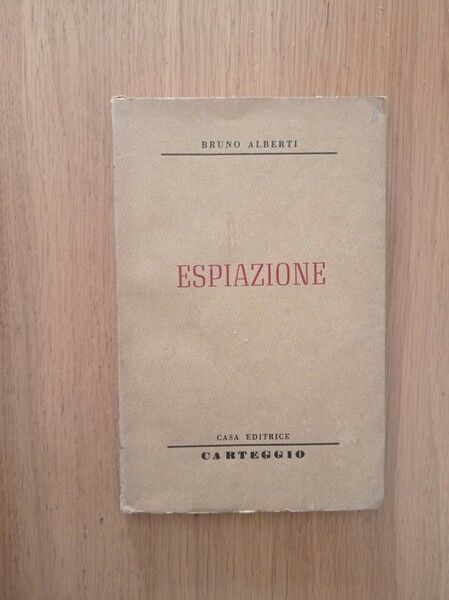 BRUNO ALBERTI
ESPIAZIONE
CASA EDITRICE
CARTEGGIO